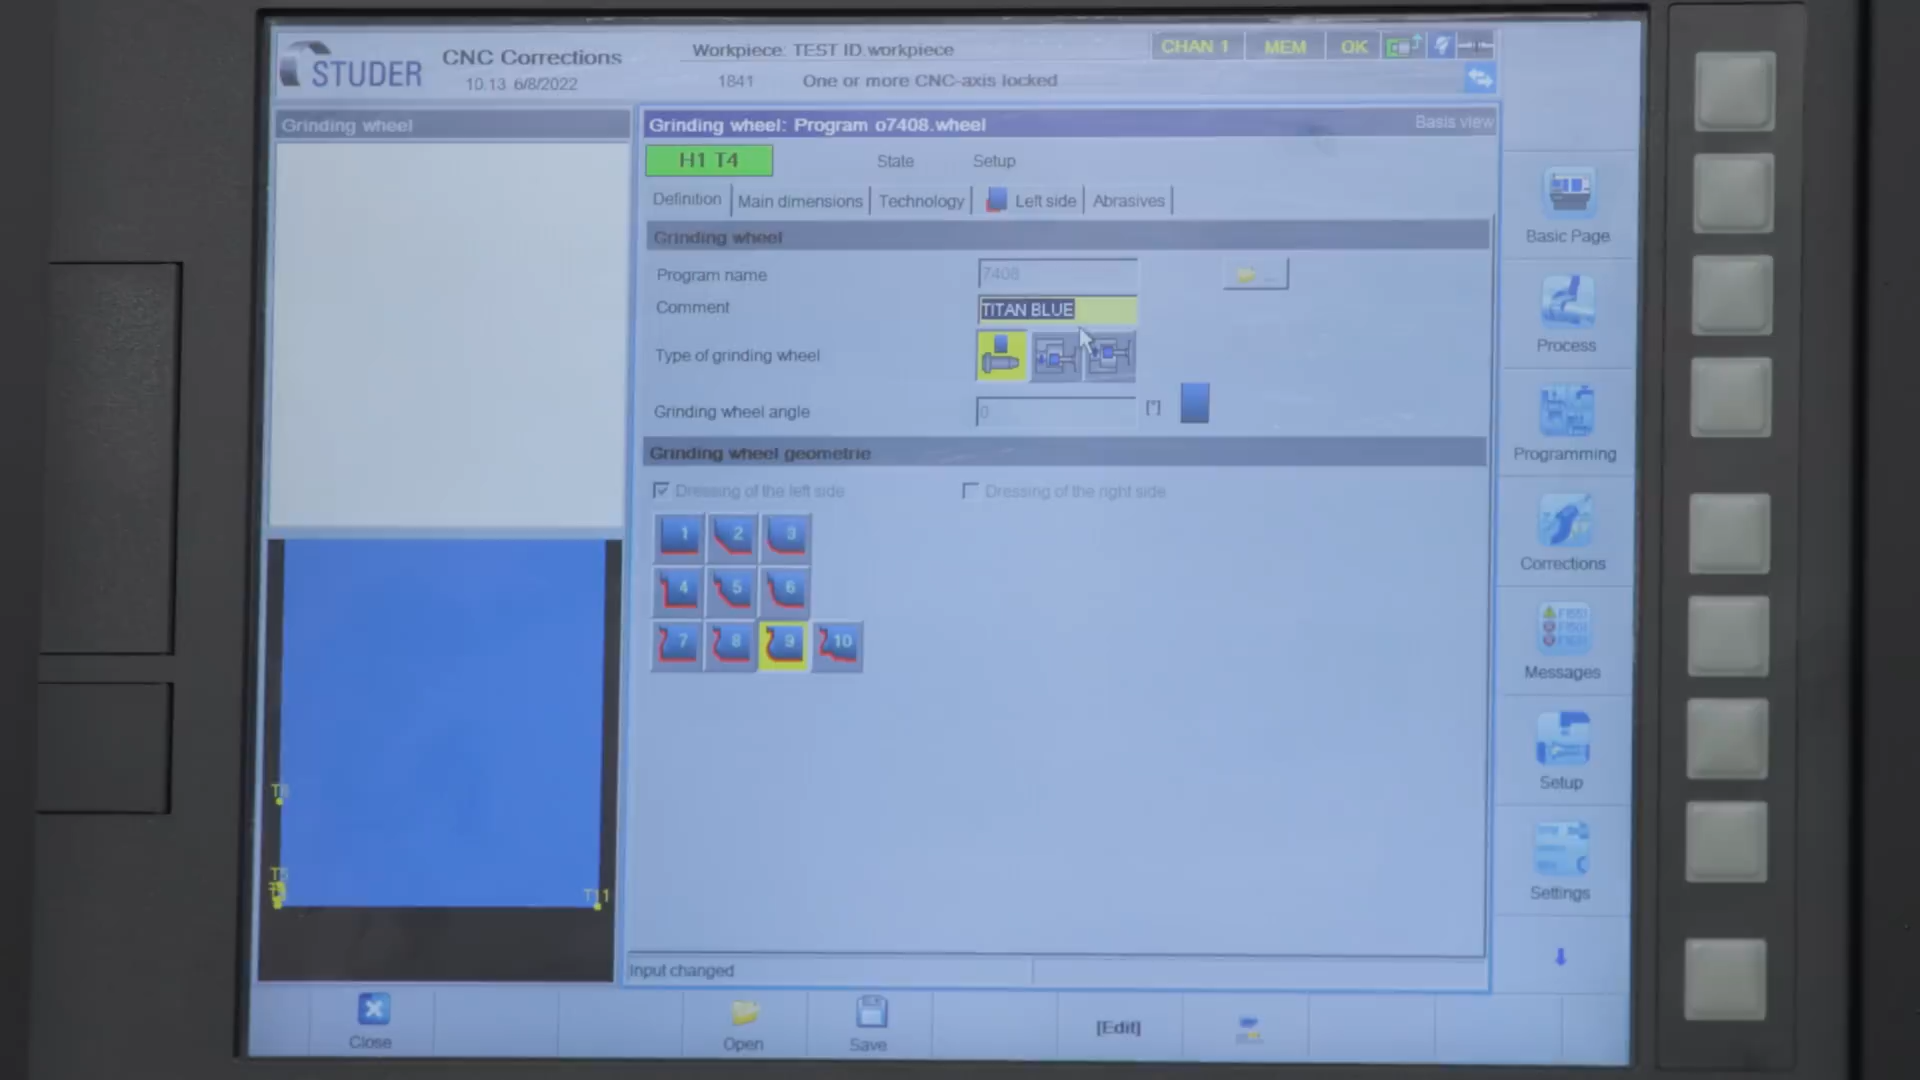 STUDER
CNC Corrections
10.13 6/8/2022
Workpiece: TEST ID.workpiece
1841 One or more CNC-axis locked
CHAN 1 MEM OK
Grinding wheel
Grinding wheel: Program o7408.wheel
Basis view
H1 T4 State Setup
Definition Main dimensions Technology Left side Abrasives
Grinding wheel
Program name 7408 ...
Comment TITAN BLUE
Type of grinding wheel
Grinding wheel angle 0 [°]
Grinding wheel geometrie
Dressing of the left side Dressing of the right side
1 2 3
4 5 6
7 8 9 10
T5
T11
Input changed
Basic Page
Process
Programming
Corrections
Messages
Setup
Settings
Close
Open
Save
[Edit]